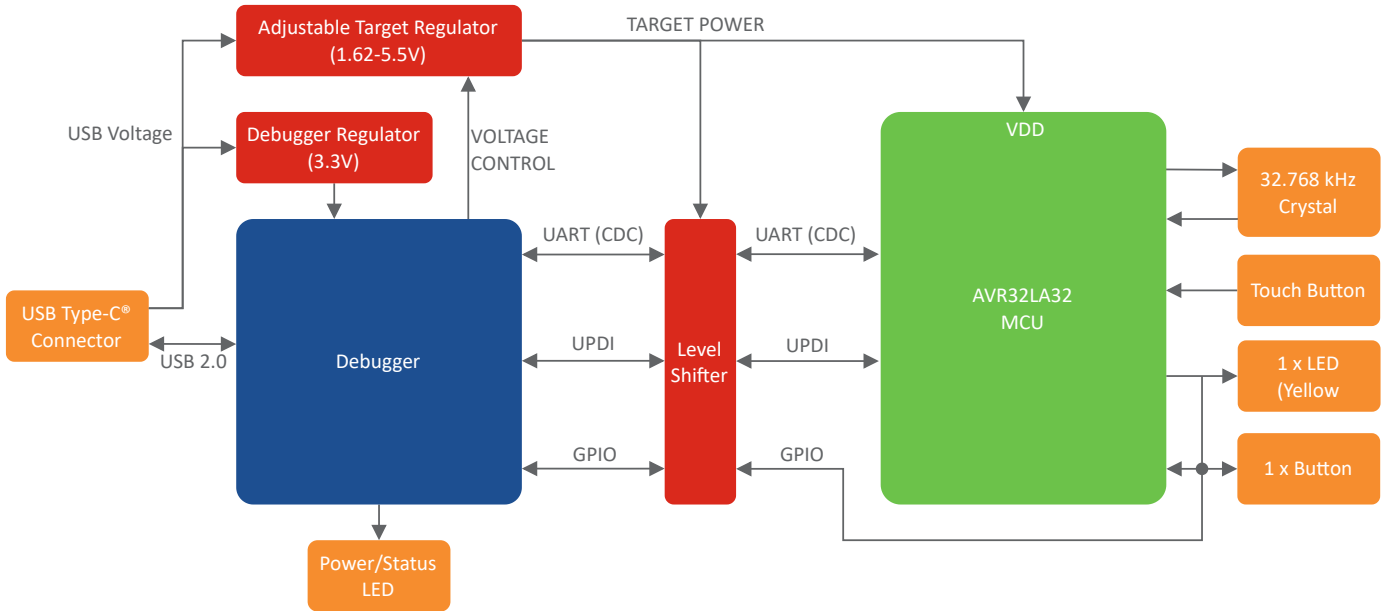 Adjustable Target Regulator
(1.62-5.5V)
TARGET POWER
USB Voltage
Debugger Regulator
(3.3V)
VOLTAGE
CONTROL
VDD
32.768 kHz
Crystal
UART (CDC)
UART (CDC)
USB Type-C®
Connector
USB 2.0
Debugger
UPDI
Level
Shifter
UPDI
AVR32LA32
MCU
Touch Button
1 x LED
(Yellow
GPIO
GPIO
1 x Button
Power/Status
LED